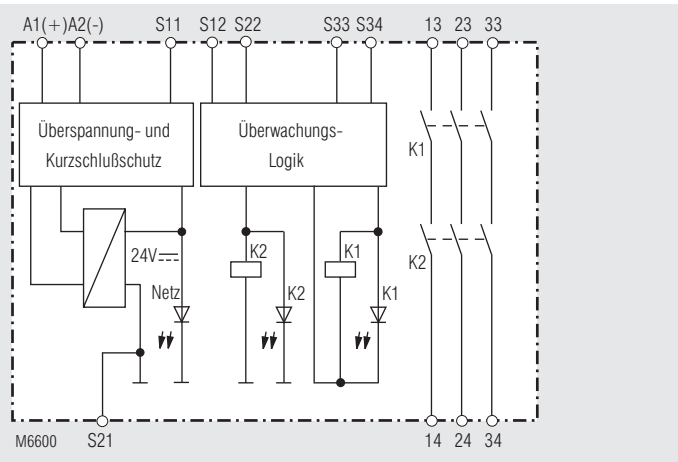 A1(+) A2(-) S11 S12 S22 S33 S34 13 23 33
Überspannung- und
Kurzschlußschutz
Überwachungs-
Logik
K1
24V
K2
K1
K2
Netz
K2
K1
M6600 S21 14 24 34